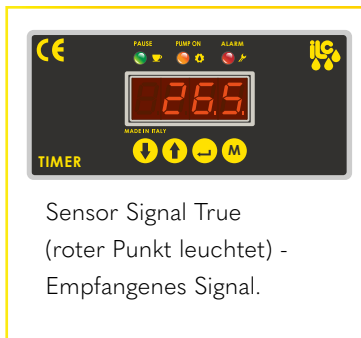 CE
PAUSE PUMP ON ALARM
ilc
26.5.
MADE IN ITALY
M
TIMER
Sensor Signal True
(roter Punkt leuchtet) -
Empfangenes Signal.